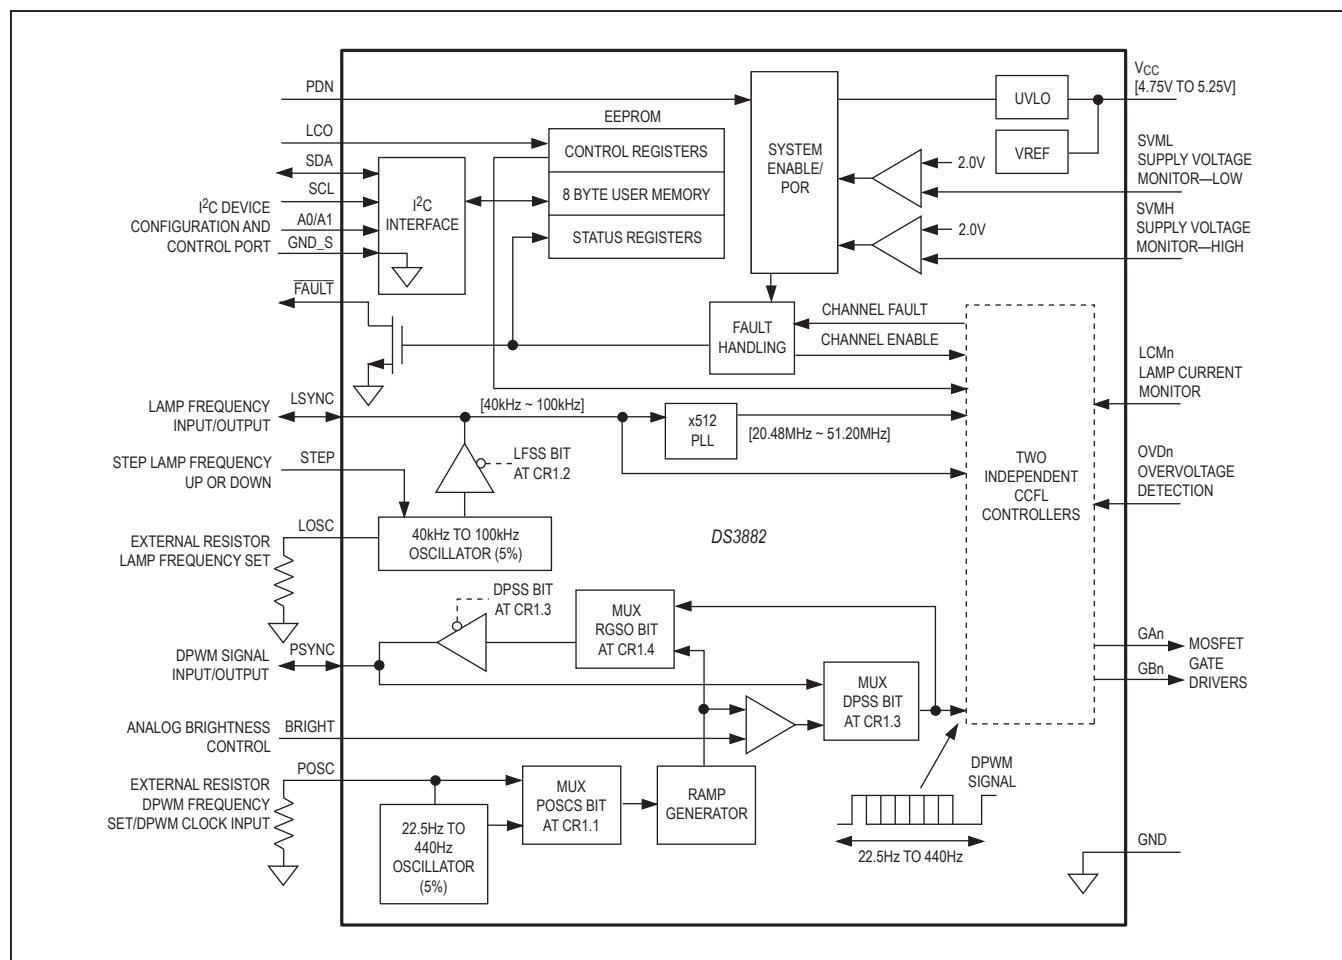 PDN
LCO
SDA
SCL
I2C DEVICE
CONFIGURATION AND
CONTROL PORT
A0/A1
GND_S
FAULT
LAMP FREQUENCY
INPUT/OUTPUT
LSYNC
STEP LAMP FREQUENCY
UP OR DOWN
STEP
EXTERNAL RESISTOR
LAMP FREQUENCY SET
LOSC
DPWM SIGNAL
INPUT/OUTPUT
PSYNC
ANALOG BRIGHTNESS
CONTROL
BRIGHT
EXTERNAL RESISTOR
DPWM FREQUENCY
SET/DPWM CLOCK INPUT
POSC
I2C
INTERFACE
EEPROM
CONTROL REGISTERS
8 BYTE USER MEMORY
STATUS REGISTERS
SYSTEM
ENABLE/
POR
UVLO
VREF
2.0V
2.0V
FAULT
HANDLING
CHANNEL FAULT
CHANNEL ENABLE
[40kHz ~ 100kHz]
x512
PLL
[20.48MHz ~ 51.20MHz]
LFSS BIT
AT CR1.2
40kHz TO 100kHz
OSCILLATOR (5%)
DS3882
TWO
INDEPENDENT
CCFL
CONTROLLERS
DPSS BIT
AT CR1.3
MUX
RGSO BIT
AT CR1.4
MUX
DPSS BIT
AT CR1.3
22.5Hz TO
440Hz
OSCILLATOR
(5%)
MUX
POSCS BIT
AT CR1.1
RAMP
GENERATOR
DPWM
SIGNAL
22.5Hz TO 440Hz
VCC
[4.75V TO 5.25V]
SVML
SUPPLY VOLTAGE
MONITOR—LOW
SVMH
SUPPLY VOLTAGE
MONITOR—HIGH
LCMn
LAMP CURRENT
MONITOR
OVDn
OVERVOLTAGE
DETECTION
GAn
GBn
MOSFET
GATE
DRIVERS
GND